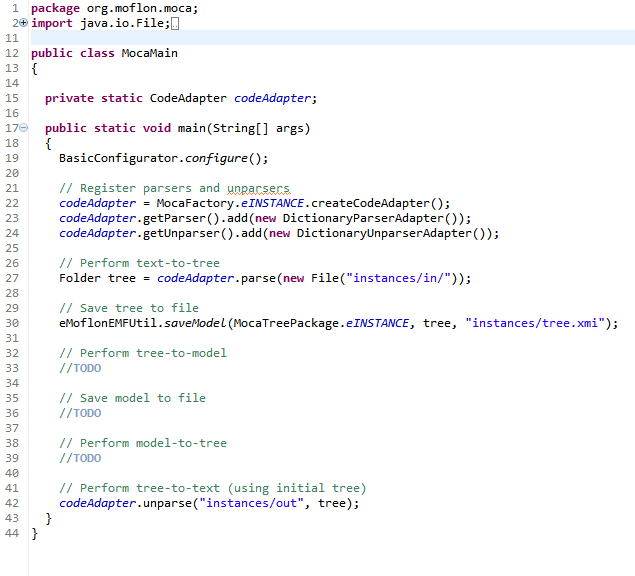 1 package org.moflon.moca;
2 import java.io.File;
11
12 public class MocaMain
13 {
14
15 private static CodeAdapter codeAdapter;
16
17 public static void main(String[] args)
18 {
19 BasicConfigurator.configure();
20
21 // Register parsers and unparsers
22 codeAdapter = MocaFactory.eINSTANCE.createCodeAdapter();
23 codeAdapter.getParser().add(new DictionaryParserAdapter());
24 codeAdapter.getUnparser().add(new DictionaryUnparserAdapter());
25
26 // Perform text-to-tree
27 Folder tree = codeAdapter.parse(new File("instances/in/"));
28
29 // Save tree to file
30 eMoflonEMFUtil.saveModel(MocaTreePackage.eINSTANCE, tree, "instances/tree.xmi");
31
32 // Perform tree-to-model
33 //TODO
34
35 // Save model to file
36 //TODO
37
38 // Perform model-to-tree
39 //TODO
40
41 // Perform tree-to-text (using initial tree)
42 codeAdapter.unparse("instances/out", tree);
43 }
44 }